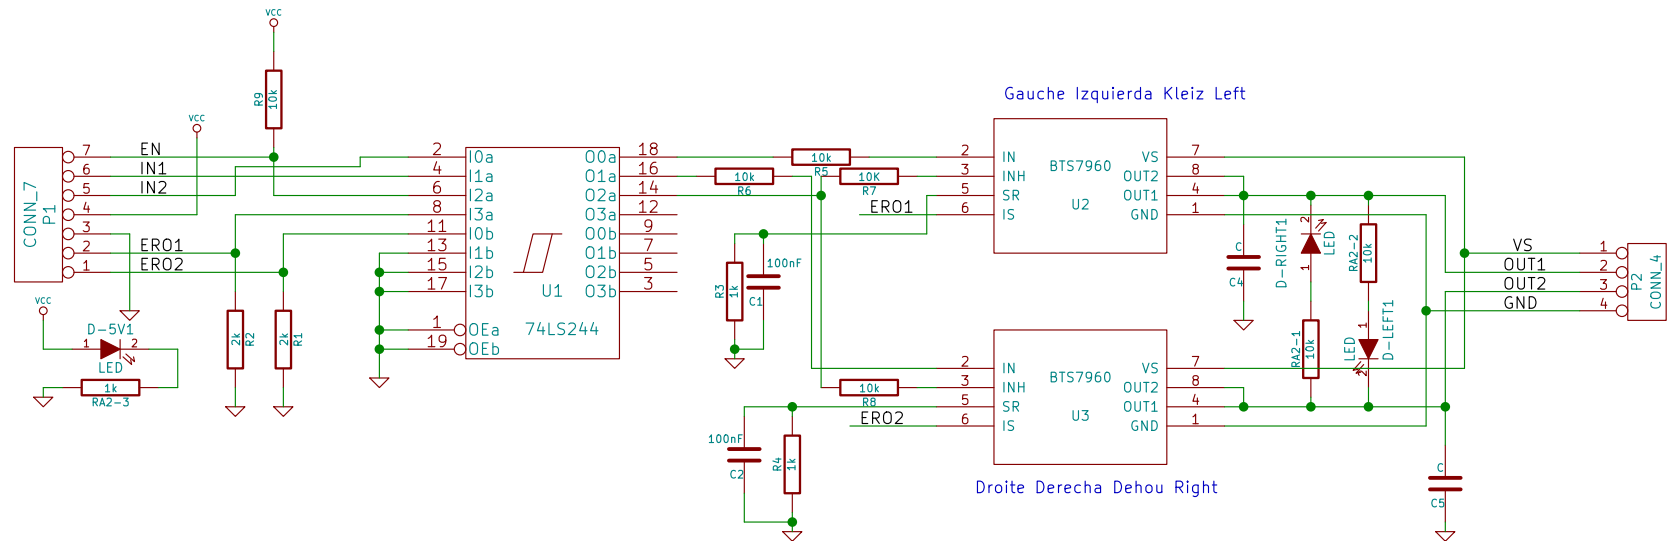 VCC
R9
10k
VCC
CONN_7
P1
7
EN
6
IN1
5
IN2
4
3
2
ERO1
1
ERO2
VCC
D-5V1
1
2
LED
1k
RA2-3
2k
R2
2k
R1
2 I0a O0a 18
4 I1a O1a 16
6 I2a O2a 14
8 I3a O3a 12
11 I0b O0b 9
13 I1b O1b 7
15 I2b O2b 5
17 I3b O3b 3
U1
1 OEa
74LS244
19 OEb
10k
R5
10k
R6
10K
R7
ERO1
R3
1k
100nF
C1
10k
R8
ERO2
100nF
C2
R4
1k
Gauche Izquierda Kleiz Left
2 IN BTS7960 VS 7
3 INH OUT2 8
5 SR U2 OUT1 4
6 IS GND 1
2 IN BTS7960 VS 7
3 INH OUT2 8
5 SR U3 OUT1 4
6 IS GND 1
Droite Derecha Dehou Right
C
C4
D-RIGHT1
2
1
LED
RA2-2
10k
RA2-1
10k
LED
1
2
D-LEFT1
C
C5
VS 1
OUT1 2
OUT2 3
GND 4
P2
CONN_4